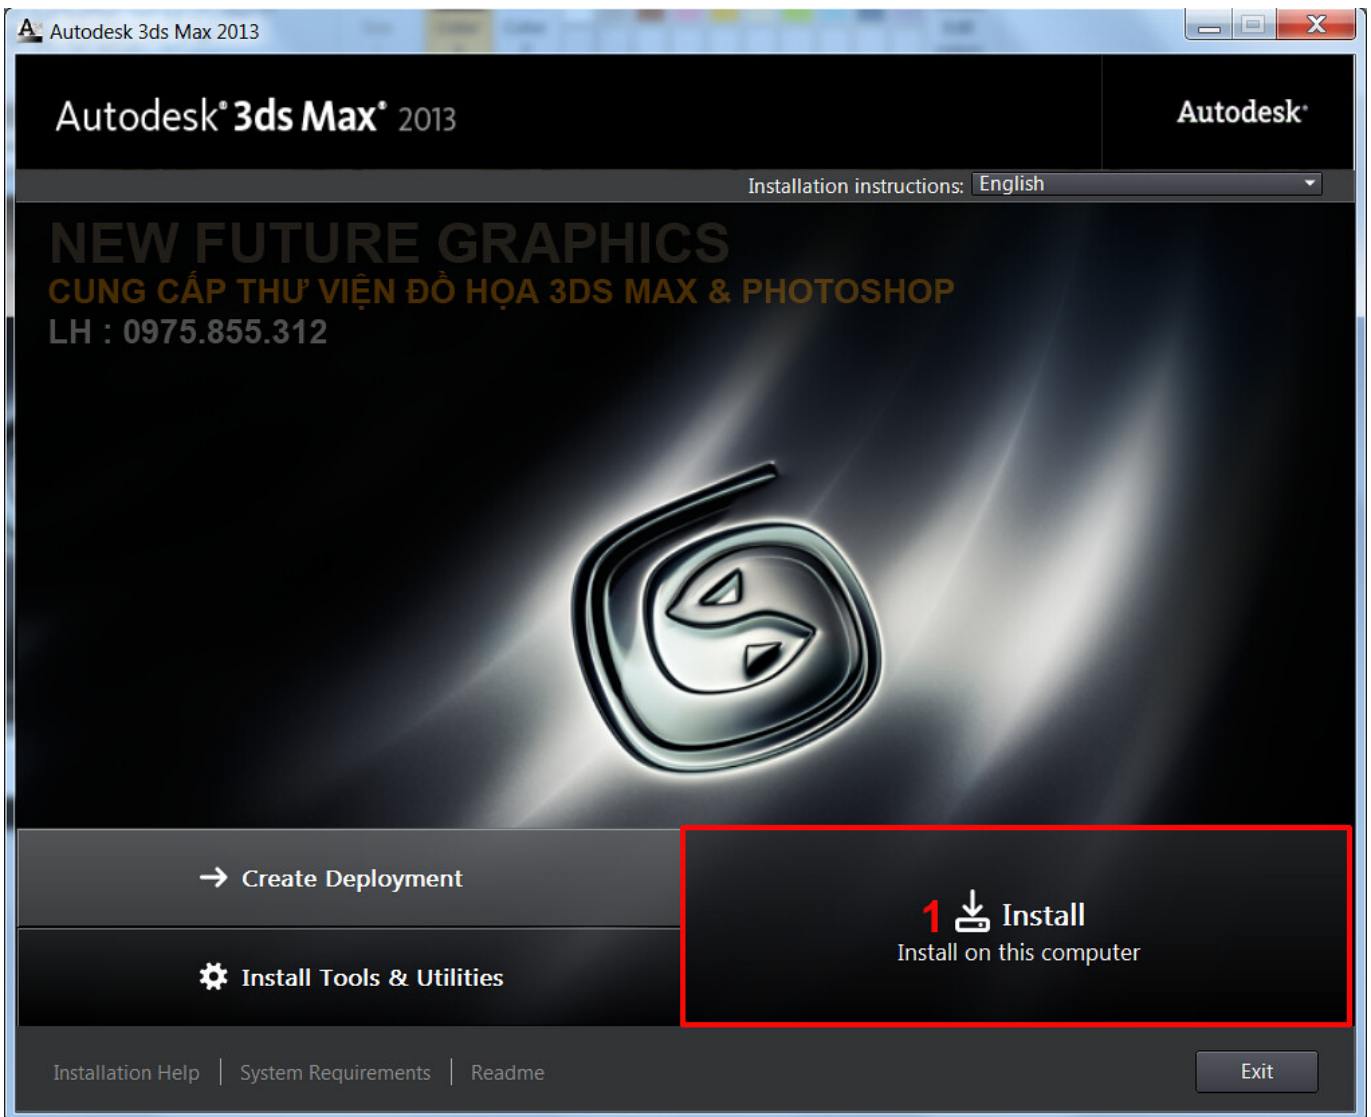 Autodesk 3ds Max 2013
Autodesk® 3ds Max® 2013
Autodesk®
Installation instructions: English
NEW FUTURE GRAPHICS
CUNG CẤP THƯ VIỆN ĐỒ HỌA 3DS MAX & PHOTOSHOP
LH : 0975.855.312
Create Deployment
1 Install
Install on this computer
Install Tools & Utilities
Installation Help | System Requirements | Readme
Exit